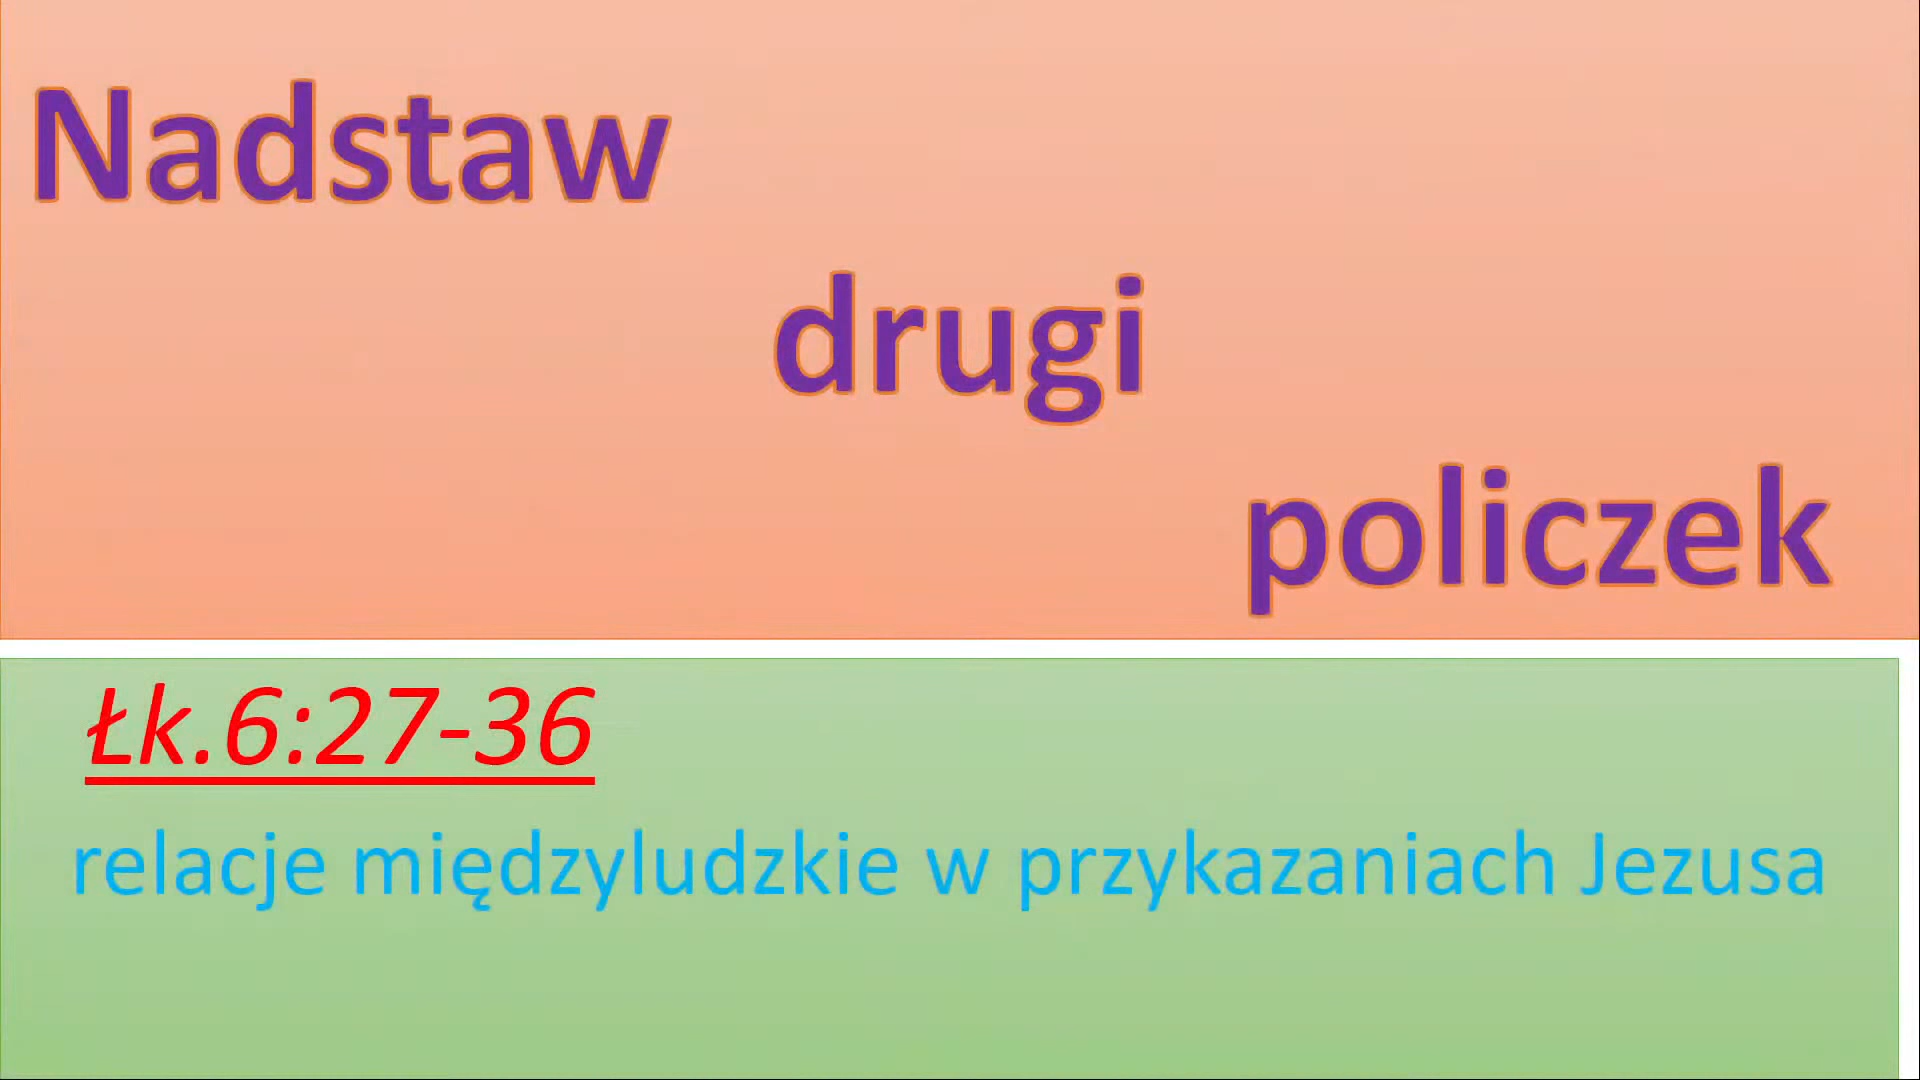 Nadstaw
drugi
policzek
Łk.6:27-36
relacje międzyludzkie w przykazaniach Jezusa